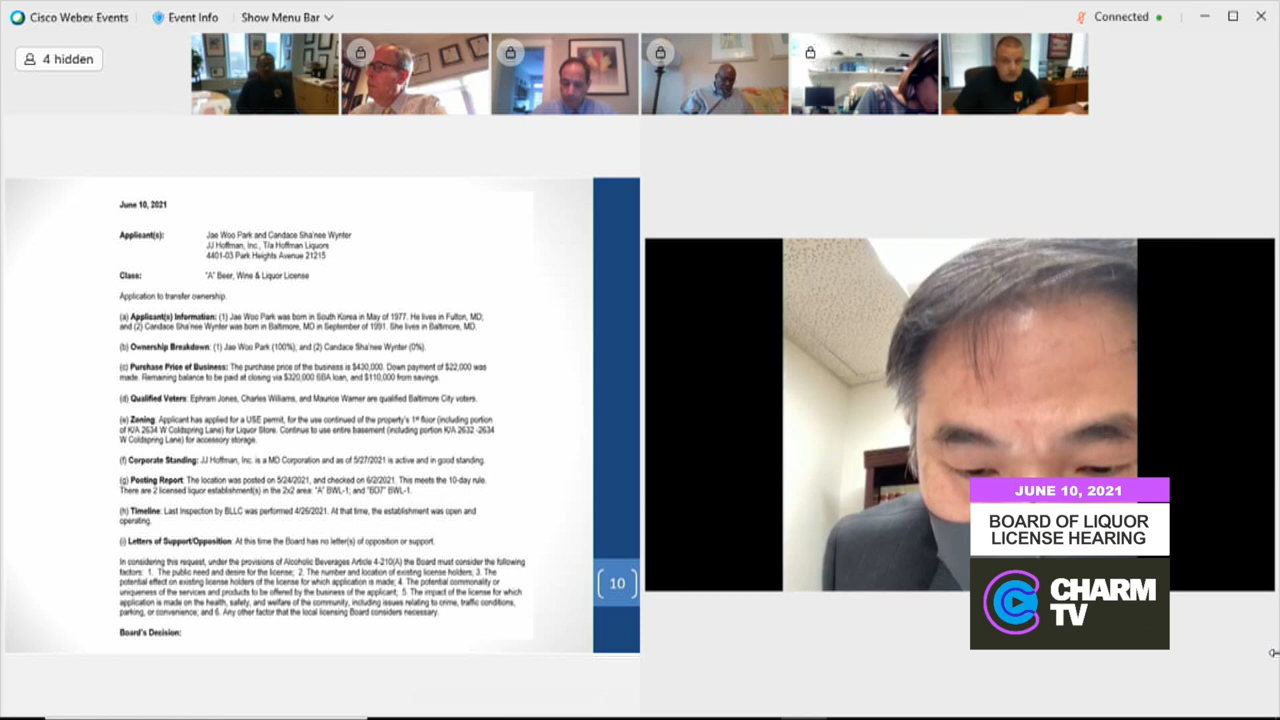 Cisco Webex Events
Event Info
Show Menu Bar
Connected
4 hidden
June 10, 2021
Applicant(s): Jae Woo Park and Candace Sha'nee Wynter
JJ Hoffman, Inc., T/a Hoffman Liquors
4401-03 Park Heights Avenue 21215
Class: "A" Beer, Wine & Liquor License
Application to transfer ownership.
(a) Applicant(s) Information: (1) Jae Woo Park was born in South Korea in May of 1977. He lives in Fulton, MD;
and (2) Candace Sha'nee Wynter was born in Baltimore, MD in September of 1991. She lives in Baltimore, MD.
(b) Ownership Breakdown: (1) Jae Woo Park (100%); and (2) Candace Sha'nee Wynter (0%).
(c) Purchase Price of Business: The purchase price of the business is $430,000. Down payment of $22,000 was
made. Remaining balance to be paid at closing via $320,000 BBA loan, and $110,000 from savings.
(d) Qualified Voters: Ephram Jones, Charles Williams, and Maurice Warner are qualified Baltimore City voters.
(e) Zoning: Applicant has applied for a USE permit, for the use continued of the property's 1st floor (including portion
of K/A 2634 W Coldspring Lane) for Liquor Store. Continue to use entire basement (including portion K/A 2632 -2634
W Coldspring Lane) for accessory storage.
(f) Corporate Standing: JJ Hoffman, Inc. is a MD Corporation and as of 5/27/2021 is active and in good standing.
(g) Posting Report. The location was posted on 5/24/2021, and checked on 6/2/2021. This meets the 10-day rule.
There are 2 licensed liquor establishment(s) in the 2x2 area: "A" BWL-1; and "BD7" BWL-1.
(h) Timeline: Last Inspection by BLLC was performed 4/26/2021. At that time, the establishment was open and
operating.
(i) Letters of Support/Opposition: At this time the Board has no letter(s) of opposition or support.
In considering this request, under the provisions of Alcoholic Beverages Article 4-210(A) the Board must consider the following
factors: 1. The public need and desire for the license; 2. The number and location of existing license holders; 3. The
potential effect on existing license holders of the license for which application is made; 4. The potential commonality or
uniqueness of the services and products to be offered by the business of the applicant; 5. The impact of the license for which
application is made on the health, safety, and welfare of the community, including issues relating to crime, traffic conditions,
parking, or convenience; and 6. Any other factor that the local licensing Board considers necessary.
Board's Decision:
10
JUNE 10, 2021
BOARD OF LIQUOR
LICENSE HEARING
CHARM
TV